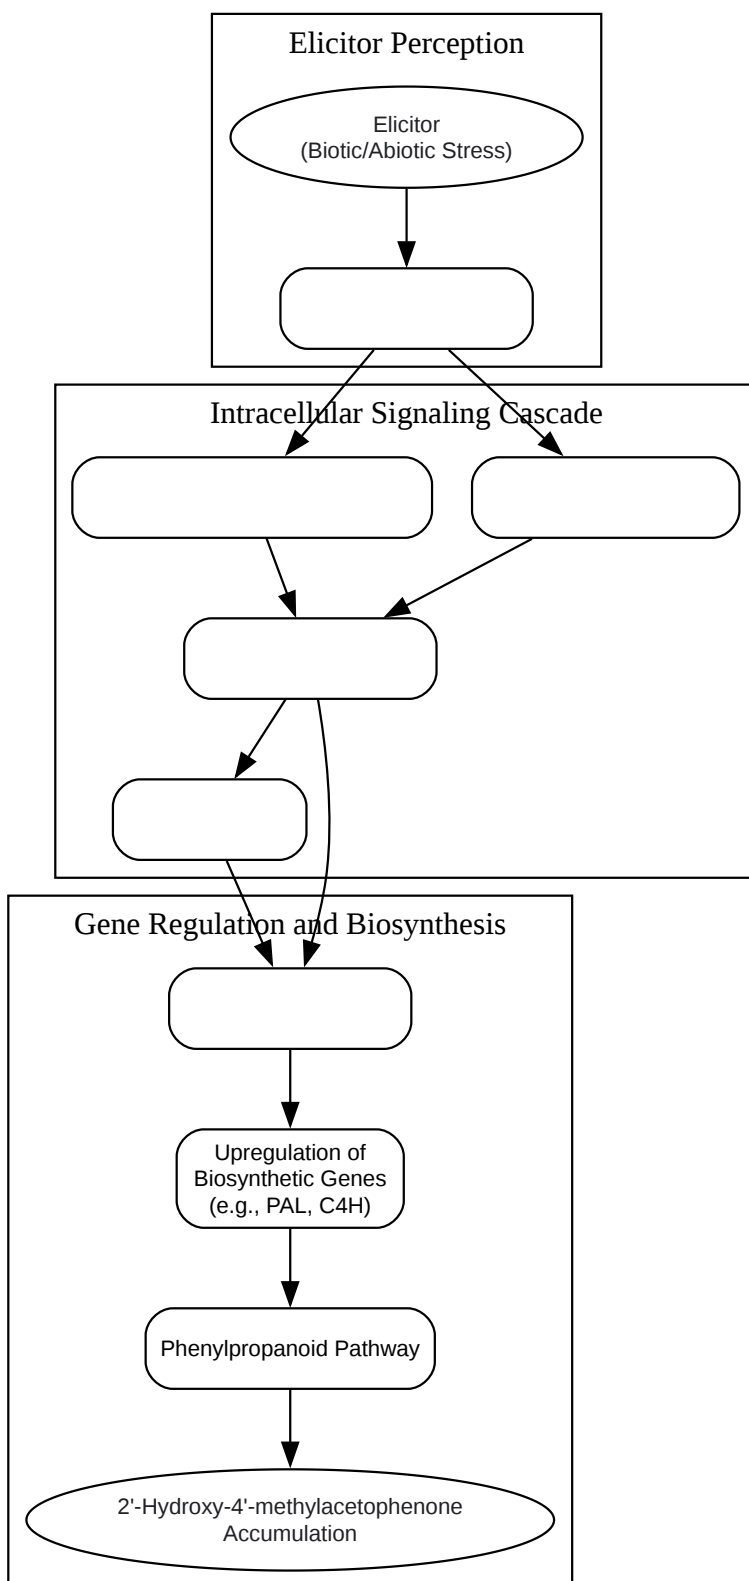 Elicitor Perception
Elicitor
(Biotic/Abiotic Stress)
Intracellular Signaling Cascade
Gene Regulation and Biosynthesis
Upregulation of
Biosynthetic Genes
(e.g., PAL, C4H)
Phenylpropanoid Pathway
2'-Hydroxy-4'-methylacetophenone
Accumulation